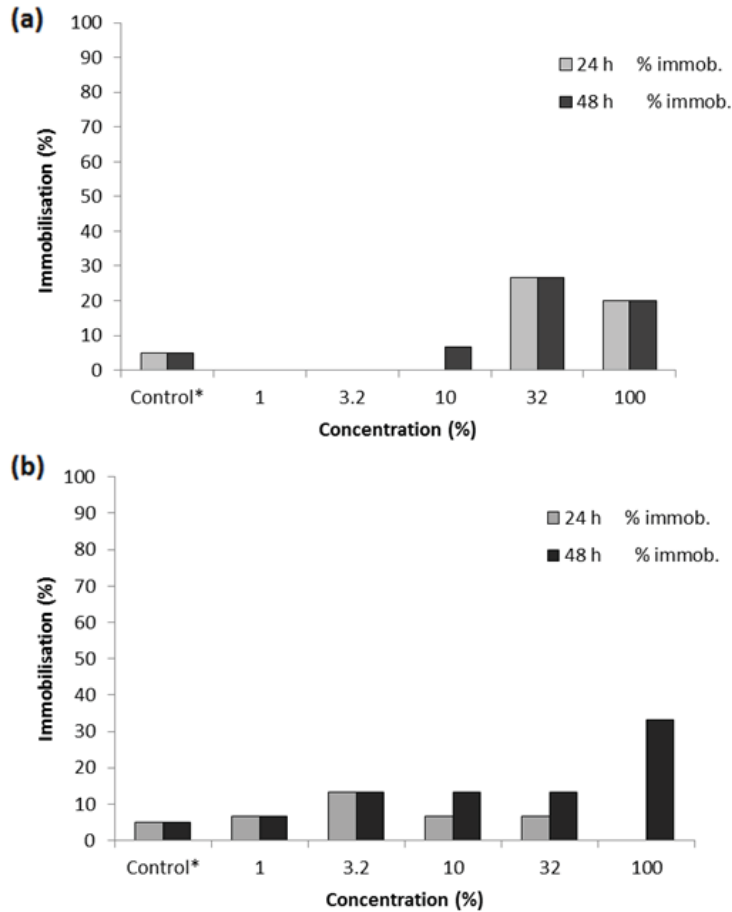 (a)
100
90
80
70
60
50
40
30
20
10
0
Immobilisation (%)
24 h % immob.
48 h % immob.
Control* 1 3.2 10 32 100
Concentration (%)
(b)
100
90
80
70
60
50
40
30
20
10
0
Immobilisation (%)
24 h % immob.
48 h % immob.
Control* 1 3.2 10 32 100
Concentration (%)